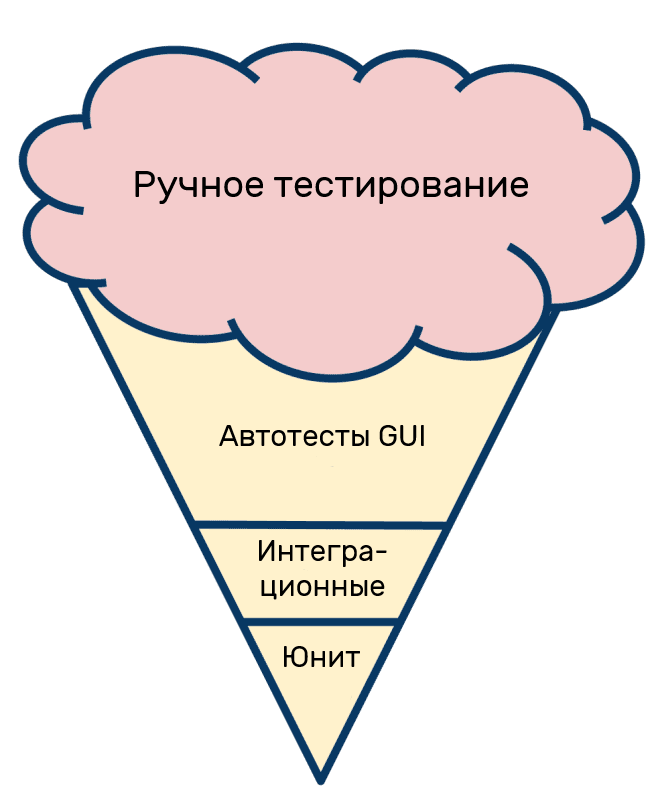 Ручное тестирование
Автотесты GUI
Интегра-
ционные
Юнит